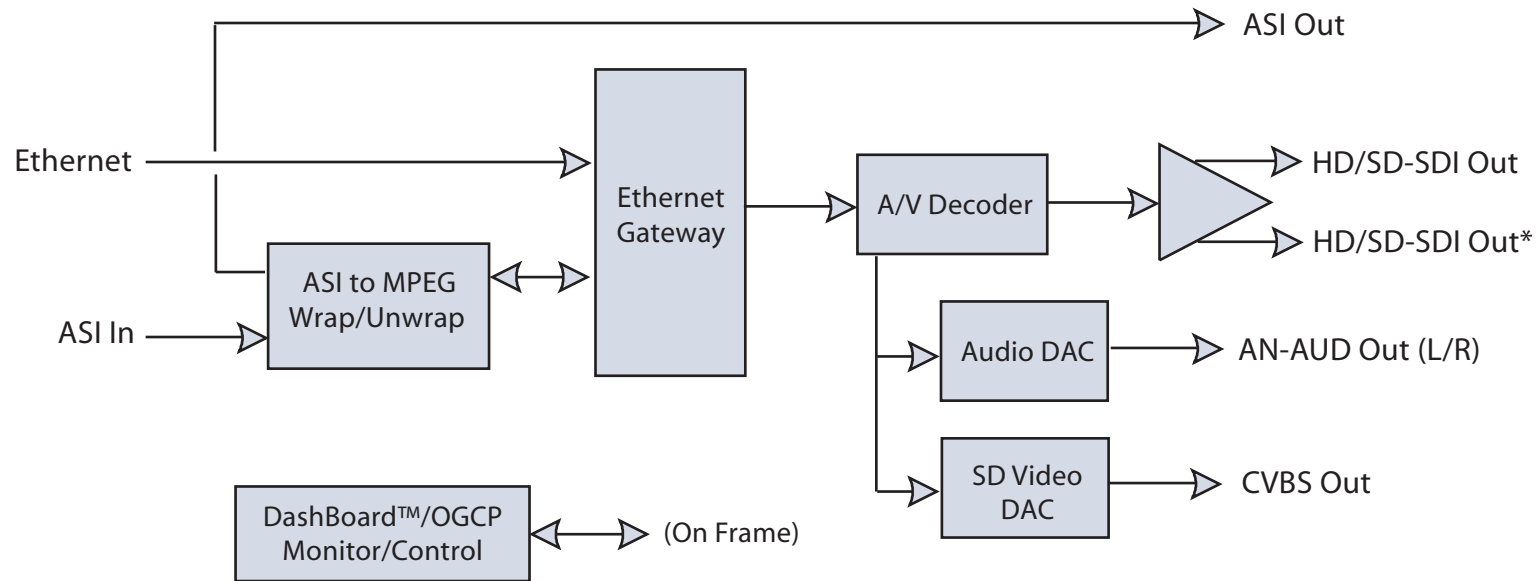 ASI Out
Ethernet
Ethernet
Gateway
A/V Decoder
HD/SD-SDI Out
HD/SD-SDI Out*
ASI to MPEG
Wrap/Unwrap
ASI In
Audio DAC
AN-AUD Out (L/R)
SD Video
DAC
CVBS Out
DashBoard™/OGCP
Monitor/Control
(On Frame)